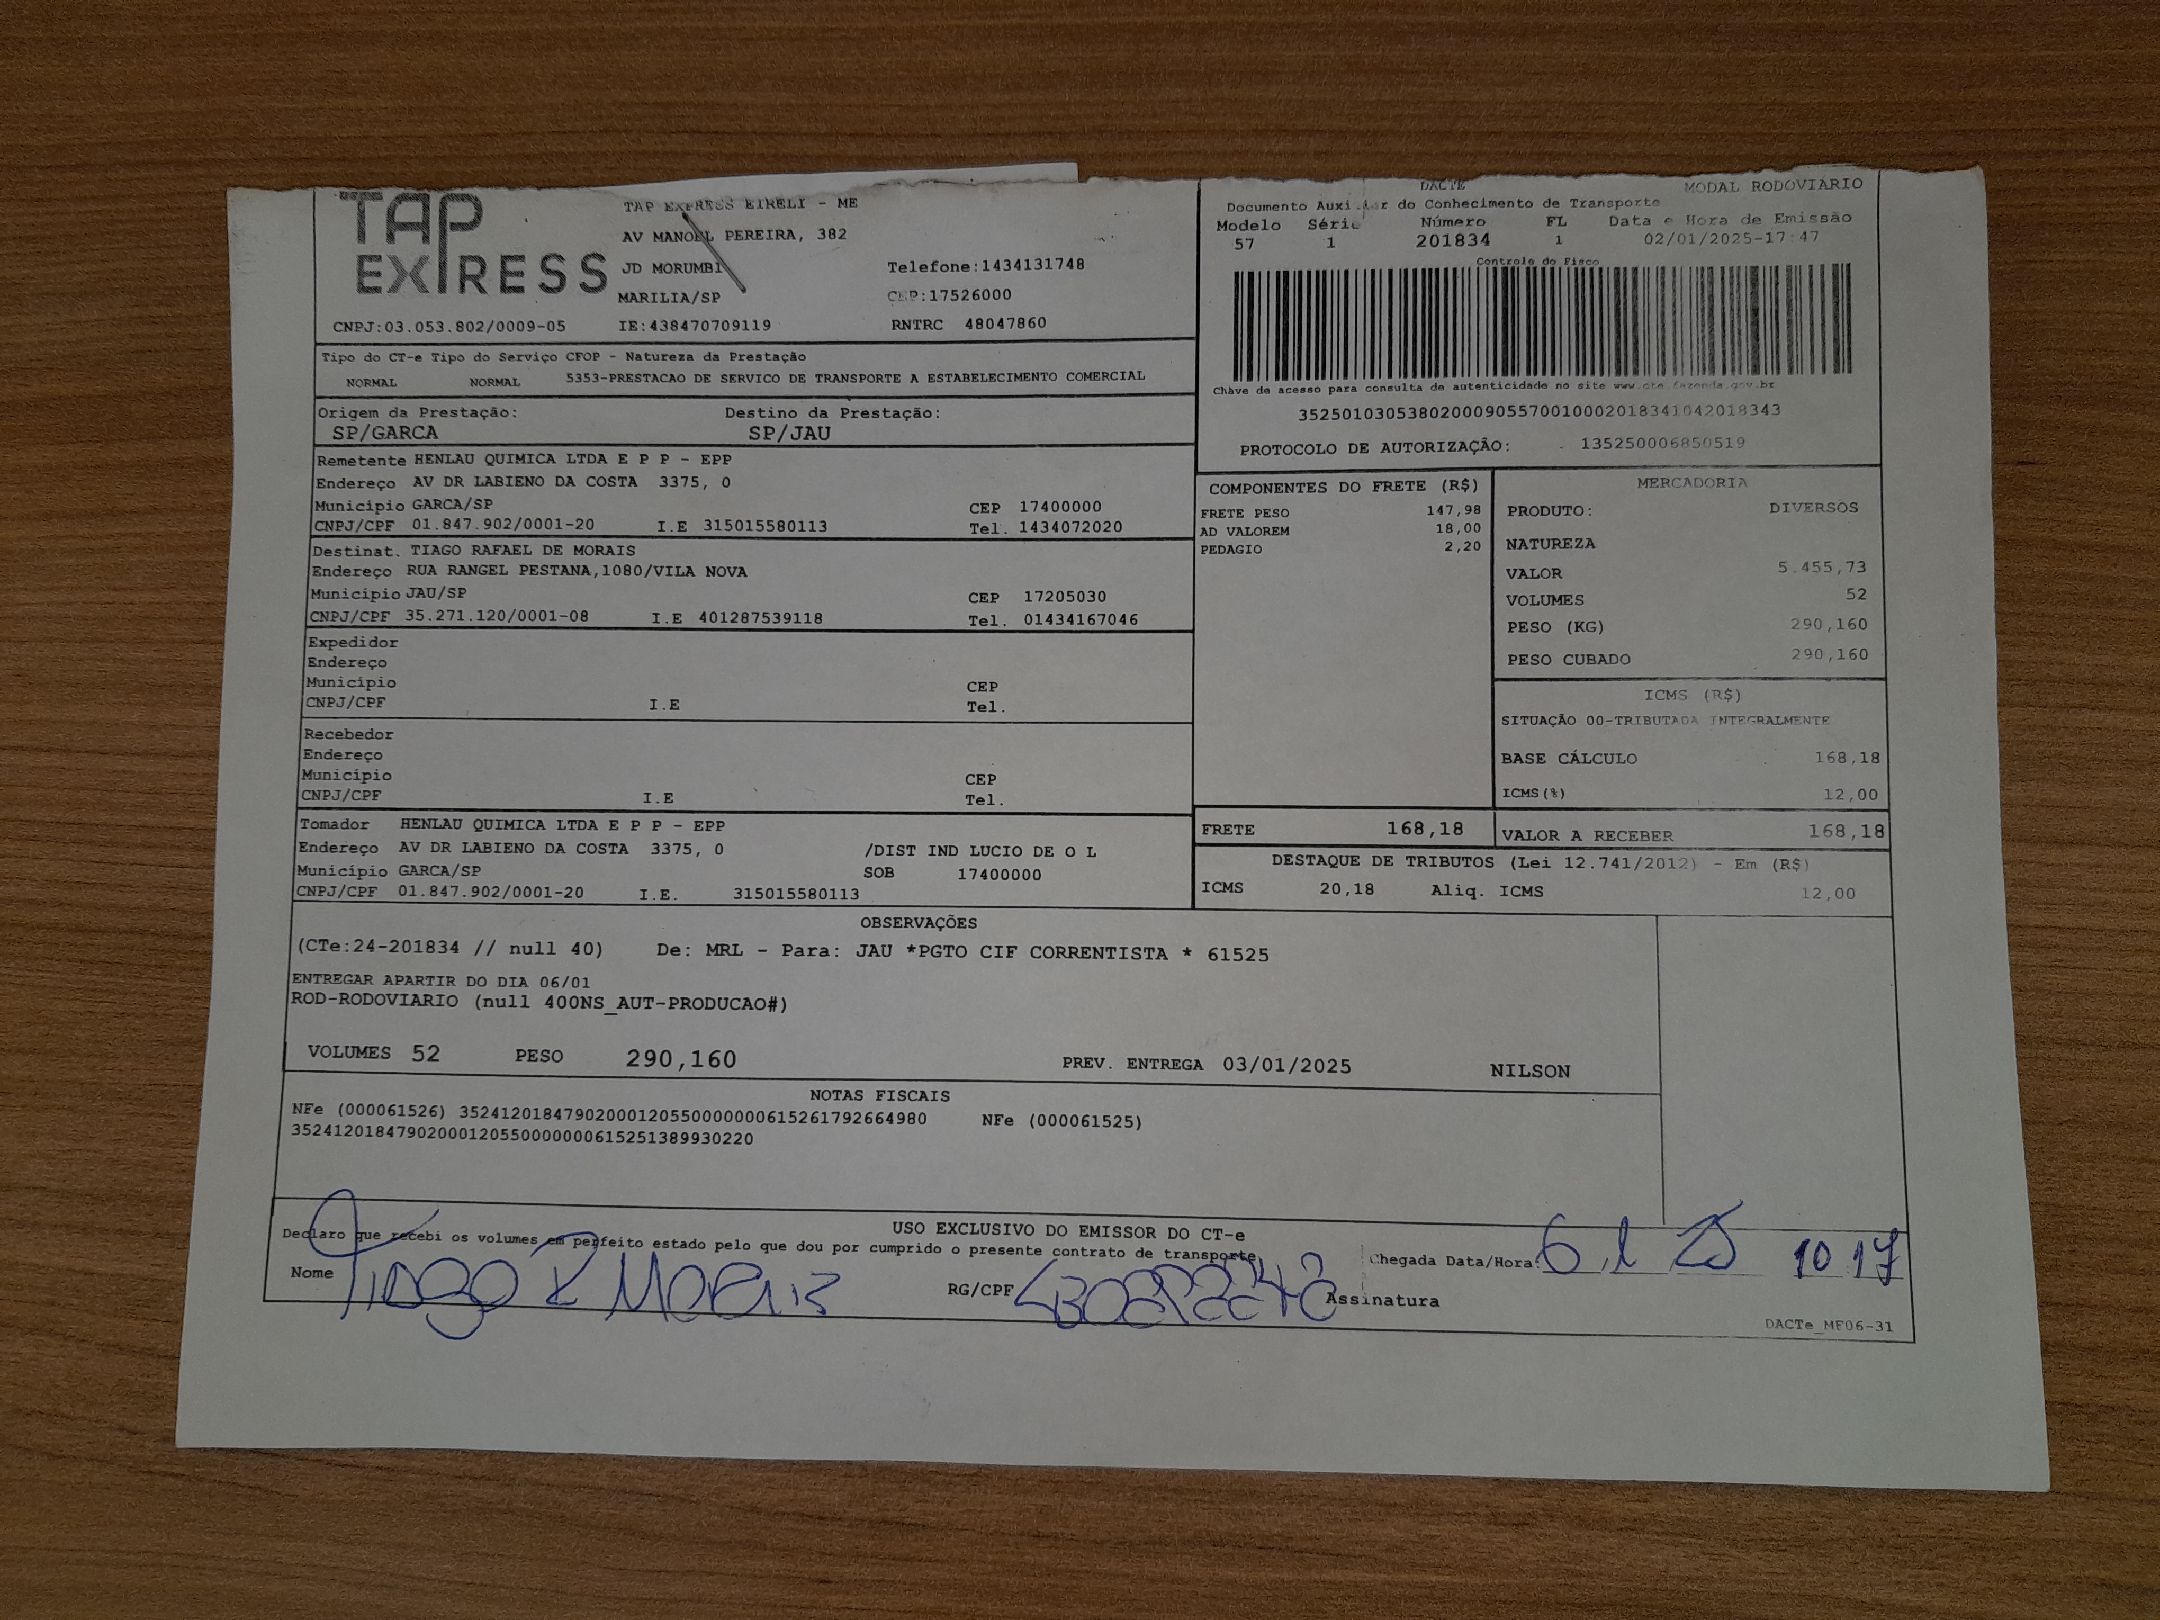 TAP EXPRESS
TAP EXPRESS EIRELI - ME
AV MANOEL PEREIRA, 382
JD MORUMBI Telefone:1434131748
MARILIA/SP CEP:17526000
CNPJ:03.053.802/0009-05 IE:438470709119 RNTRC 48047860
DACTE MODAL RODOVIÁRIO
Documento Auxiliar do Conhecimento de Transporte
Modelo Série Número FL Data e Hora de Emissão
57 1 201834 1 02/01/2025-17:47
Controle do Fisco
Chave de acesso para consulta de autenticidade no site www.cte.fazenda.gov.br
35250103053802000905570010002018341042018343
PROTOCOLO DE AUTORIZAÇÃO: 135250006850519
Tipo do CT-e Tipo do Serviço CFOP - Natureza da Prestação
NORMAL NORMAL 5353-PRESTACAO DE SERVICO DE TRANSPORTE A ESTABELECIMENTO COMERCIAL
Origem da Prestação: Destino da Prestação:
SP/GARCA SP/JAU
Remetente HENLAU QUIMICA LTDA E P P - EPP
Endereço AV DR LABIENO DA COSTA 3375, 0
Município GARCA/SP CEP 17400000
CNPJ/CPF 01.847.902/0001-20 I.E 315015580113 Tel. 1434072020
Destinat. TIAGO RAFAEL DE MORAIS
Endereço RUA RANGEL PESTANA,1080/VILA NOVA
Município JAU/SP CEP 17205030
CNPJ/CPF 35.271.120/0001-08 I.E 401287539118 Tel. 01434167046
Expedidor
Endereço
Município CEP
CNPJ/CPF I.E Tel.
Recebedor
Endereço
Município CEP
CNPJ/CPF I.E Tel.
Tomador HENLAU QUIMICA LTDA E P P - EPP
Endereço AV DR LABIENO DA COSTA 3375, 0 /DIST IND LUCIO DE O L
Município GARCA/SP SOB 17400000
CNPJ/CPF 01.847.902/0001-20 I.E. 315015580113
COMPONENTES DO FRETE (R$)
FRETE PESO 147,98
AD VALOREM 18,00
PEDAGIO 2,20
MERCADORIA
PRODUTO: DIVERSOS
NATUREZA
VALOR 5.455,73
VOLUMES 52
PESO (KG) 290,160
PESO CUBADO 290,160
ICMS (R$)
SITUAÇÃO 00-TRIBUTADA INTEGRALMENTE
BASE CÁLCULO 168,18
ICMS(%) 12,00
FRETE 168,18 VALOR A RECEBER 168,18
DESTAQUE DE TRIBUTOS (Lei 12.741/2012) - Em (R$)
ICMS 20,18 Aliq. ICMS 12,00
OBSERVAÇÕES
(CTe:24-201834 // null 40) De: MRL - Para: JAU *PGTO CIF CORRENTISTA * 61525
ENTREGAR APARTIR DO DIA 06/01
ROD-RODOVIARIO (null 400NS_AUT-PRODUCAO#)
VOLUMES 52 PESO 290,160 PREV. ENTREGA 03/01/2025 NILSON
NOTAS FISCAIS
NFe (000061526) 35241201847902000120550000000615261792664980 NFe (000061525)
35241201847902000120550000000615251389930220
USO EXCLUSIVO DO EMISSOR DO CT-e
Declaro que recebi os volumes em perfeito estado pelo que dou por cumprido o presente contrato de transporte
Chegada Data/Hora: 6 1 25 10 17
Nome Tiago R Morais RG/CPF Assinatura
DACTe_MF06-31